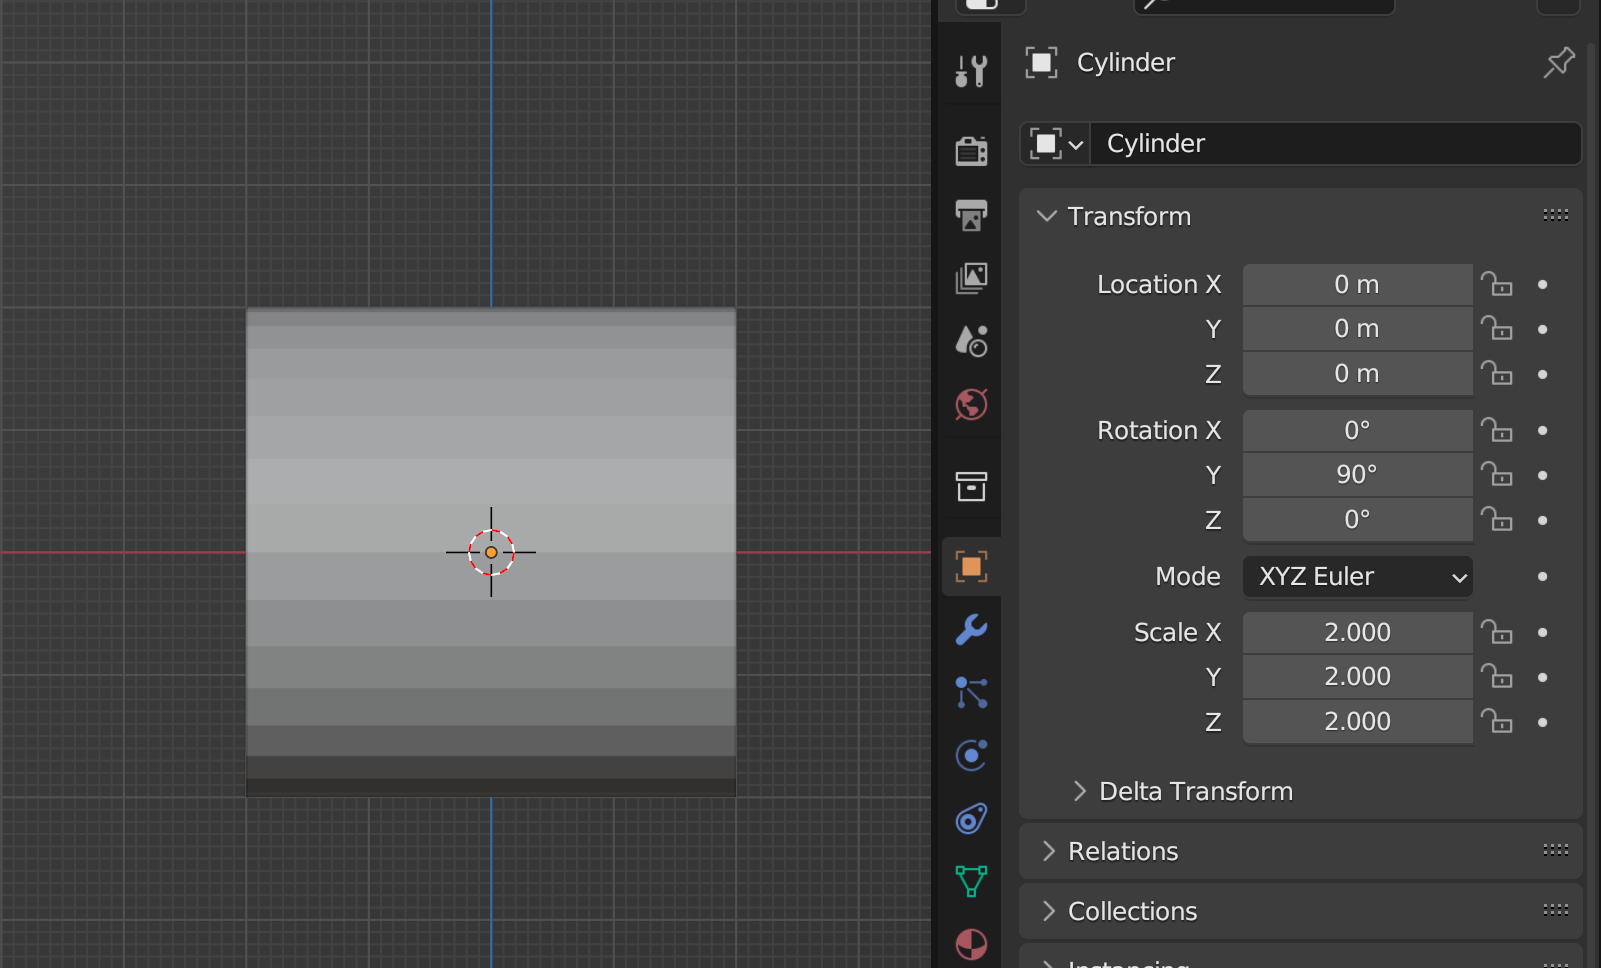 Cylinder
Cylinder
Transform
Location X 0 m
Y 0 m
Z 0 m
Rotation X 0°
Y 90°
Z 0°
Mode XYZ Euler
Scale X 2.000
Y 2.000
Z 2.000
Delta Transform
Relations
Collections
Instancing